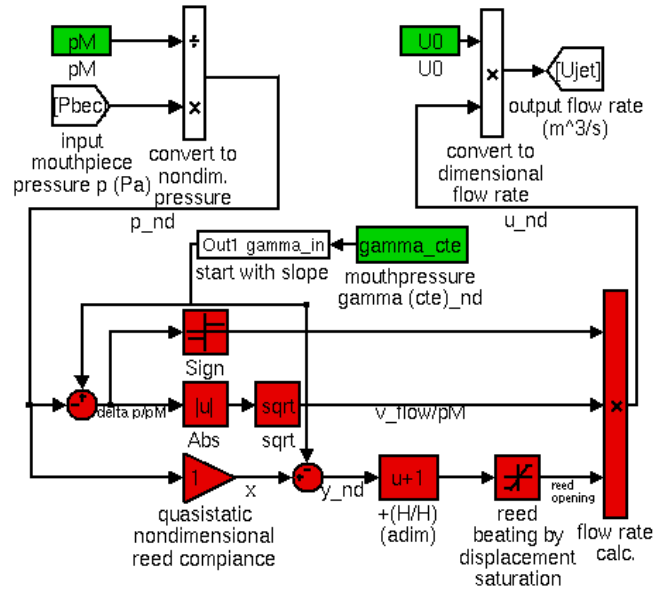 pM
÷
pM
[Pbec]
×
input
mouthpiece
pressure p (Pa)
convert to
nondim.
pressure
p_nd
U0
U0
×
[Ujet]
output flow rate
(m^3/s)
convert to
dimensional
flow rate
u_nd
Out1 gamma_in
start with slope
gamma_cte
mouthpressure
gamma (cte)_nd
Sign
- +
delta p/pM
|u|
Abs
sqrt
sqrt
v_flow/pM
×
1
x
quasistatic
nondimensional
reed compiance
+ -
y_nd
u+1
+(H/H)
(adim)
reed
beating by
displacement
saturation
reed
opening
flow rate
calc.